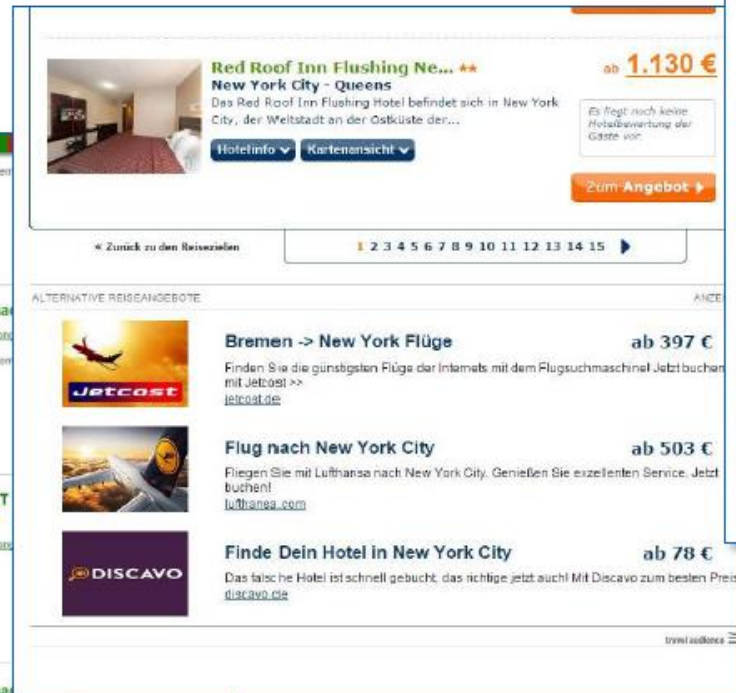 Red Roof Inn Flushing Ne...
ab 1.130 €
New York City - Queens
Das Red Roof Inn Flushing Hotel befindet sich in New York
City, der Weltstadt an der Ostküste der...
Es liegt noch keine
Hotelbewertung der
Gäste vor.
Hotelinfo
Kartenansicht
Zum Angebot
« Zurück zu den Reisezielen
1 2 3 4 5 6 7 8 9 10 11 12 13 14 15
ALTERNATIVE REISEANGEBOTE
Jetcost
Bremen -> New York Flüge
ab 397 €
Finden Sie die günstigsten Flüge der Internets mit dem Flugsuchmaschine! Jetzt buchen
mit Jetcost >>
jetcost.de
Flug nach New York City
ab 503 €
Fliegen Sie mit Lufthansa nach New York City. Genießen Sie exzellenten Service. Jetzt
buchen!
lufthansa.com
DISCAVO
Finde Dein Hotel in New York City
ab 78 €
Das falsche Hotel ist schnell gebucht, das richtige jetzt auch! Mit Discavo zum besten Preis
discavo.de
travel audience